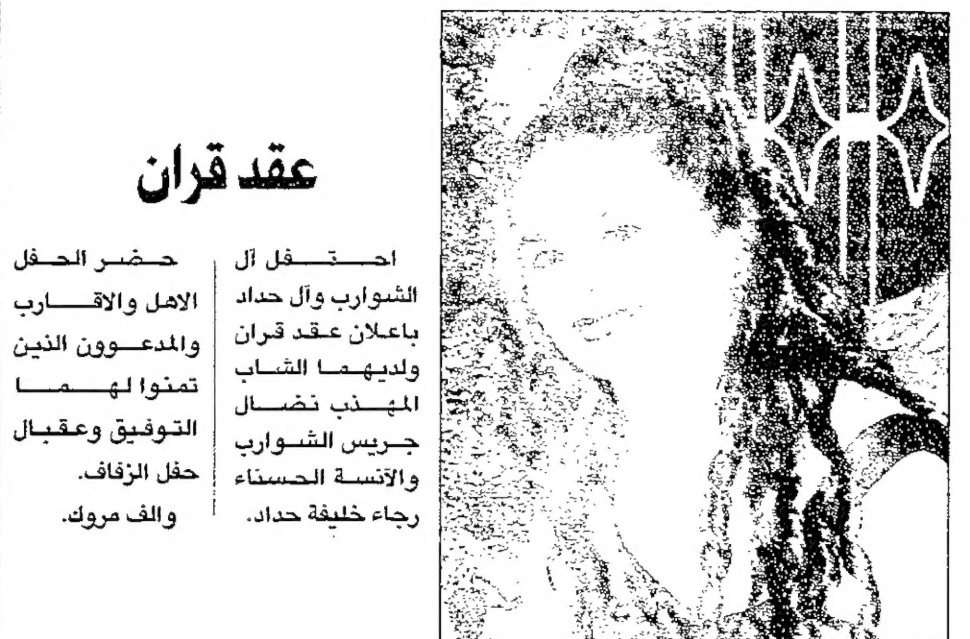 عقد قران
احتفل آل
الشوارب وآل حداد
باعلان عقد قران
ولديهما الشاب
المهذب نضال
جريس الشوارب
والآنسة الحسناء
رجاء خليفة حداد.
حضر الحفل
الاهل والاقارب
والمدعوون الذين
تمنوا لهما
التوفيق وعقبال
حفل الزفاف.
والف مروك.